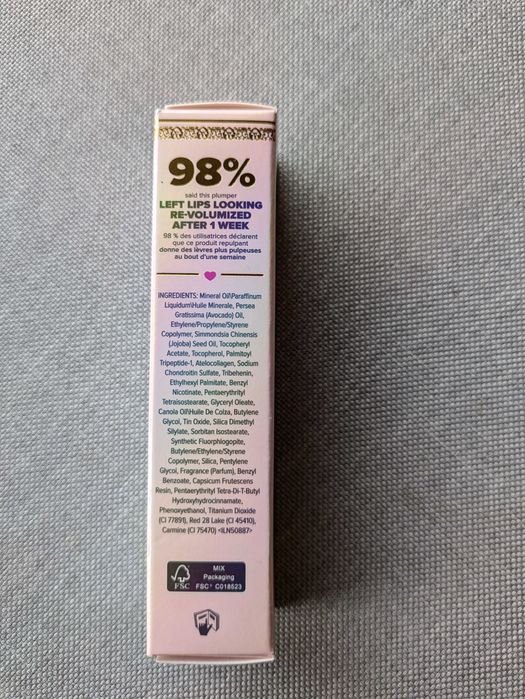 98%
said this plumper
LEFT LIPS LOOKING
RE-VOLUMIZED
AFTER 1 WEEK
98 % des utilisatrices déclarent
que ce produit repulpant
donne des lèvres plus pulpeuses
au bout d'une semaine
INGREDIENTS: Mineral Oil\Paraffinum
Liquidum\Huile Minerale, Persea
Gratissima (Avocado) Oil,
Ethylene/Propylene/Styrene
Copolymer, Simmondsia Chinensis
(Jojoba) Seed Oil, Tocopheryl
Acetate, Tocopherol, Palmitoyl
Tripeptide-1, Atelocollagen, Sodium
Chondroitin Sulfate, Tribehenin,
Ethylhexyl Palmitate, Benzyl
Nicotinate, Pentaerythrityl
Tetraisostearate, Glyceryl Oleate,
Canola Oil\Huile De Colza, Butylene
Glycol, Tin Oxide, Silica Dimethyl
Silylate, Sorbitan Isostearate,
Synthetic Fluorphlogopite,
Butylene/Ethylene/Styrene
Copolymer, Silica, Pentylene
Glycol, Fragrance (Parfum), Benzyl
Benzoate, Capsicum Frutescens
Resin, Pentaerythrityl Tetra-Di-T-Butyl
Hydroxyhydrocinnamate,
Phenoxyethanol, Titanium Dioxide
(CI 77891), Red 28 Lake (CI 45410),
Carmine (CI 75470) <ILN50887>
MIX
Packaging
FSC FSC® C018523